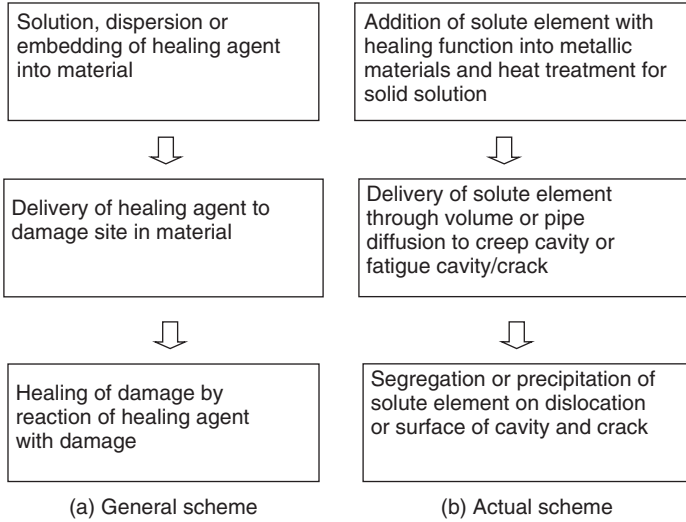 Solution, dispersion or
embedding of healing agent
into material
Delivery of healing agent to
damage site in material
Healing of damage by
reaction of healing agent
with damage
(a) General scheme
Addition of solute element with
healing function into metallic
materials and heat treatment for
solid solution
Delivery of solute element
through volume or pipe
diffusion to creep cavity or
fatigue cavity/crack
Segregation or precipitation of
solute element on dislocation
or surface of cavity and crack
(b) Actual scheme